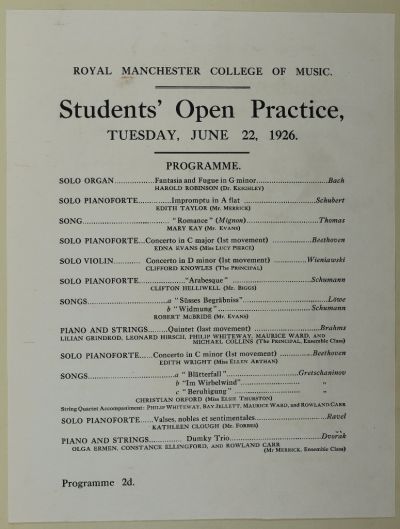 ROYAL MANCHESTER COLLEGE OF MUSIC.
Students' Open Practice,
TUESDAY, JUNE 22, 1926.
PROGRAMME.
SOLO ORGAN..............Fantasia and Fugue in G minor..................Bach
HAROLD ROBINSON (Dr. Keighley)
SOLO PIANOFORTE.........Impromptu in A flat ..................Schubert
EDITH TAYLOR (Mr. Merrick)
SONG....................... "Romance" (Mignon)..................Thomas
MARY KAY (Mr. Evans)
SOLO PIANOFORTE...Concerto in C major (1st movement) ..........Beethoven
EDNA EVANS (Miss Lucy Pierce)
SOLO VIOLIN............Concerto in D minor (1st movement) ..........Wieniawski
CLIFFORD KNOWLES (The Principal)
SOLO PIANOFORTE............"Arabesque" ..................Schumann
CLIFTON HELLIWELL (Mr. Biggs)
SONGS.....................a "Süsses Begräbniss"..................Löwe
b "Widmung"..................Schumann
ROBERT McBRIDE (Mr. Evans)
PIANO AND STRINGS.........Quintet (last movement) ..................Brahms
LILIAN GRINDROD, LEONARD HIRSCH, PHILIP WHITEWAY, MAURICE WARD, and
MICHAEL COLLINS (The Principal, Ensemble Class)
SOLO PIANOFORTE......Concerto in C minor (1st movement) ..........Beethoven
EDITH WRIGHT (Miss Ellen Arthan)
SONGS........................a "Blätterfall"..................Gretschaninov
b "Im Wirbelwind" "
c "Beruhigung" "
CHRISTIAN ORFORD (Miss Elsie Thurston)
String Quartet Accompaniment: Philip Whiteway, Ray Jellett, Maurice Ward, and Rowland Carr
SOLO PIANOFORTE......Valses, nobles et sentimentales..................Ravel
KATHLEEN CLOUGH (Mr. Forbes)
PIANO AND STRINGS............Dumky Trio..................Dvořák
OLGA ERMEN, CONSTANCE ELLINGFORD, and ROWLAND CARR
(Mr Merrick, Ensemble Class)
Programme 2d.